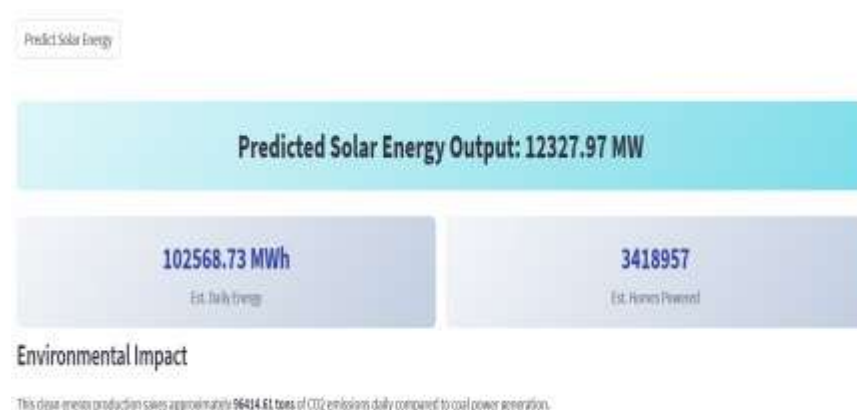 Predict Solar Energy
Predicted Solar Energy Output: 12327.97 MW
102568.73 MWh
Est. Daily Energy
3418957
Est. Homes Powered
Environmental Impact
This clean energy production saves approximately 96414.61 tons of CO2 emissions daily compared to coal power generation.